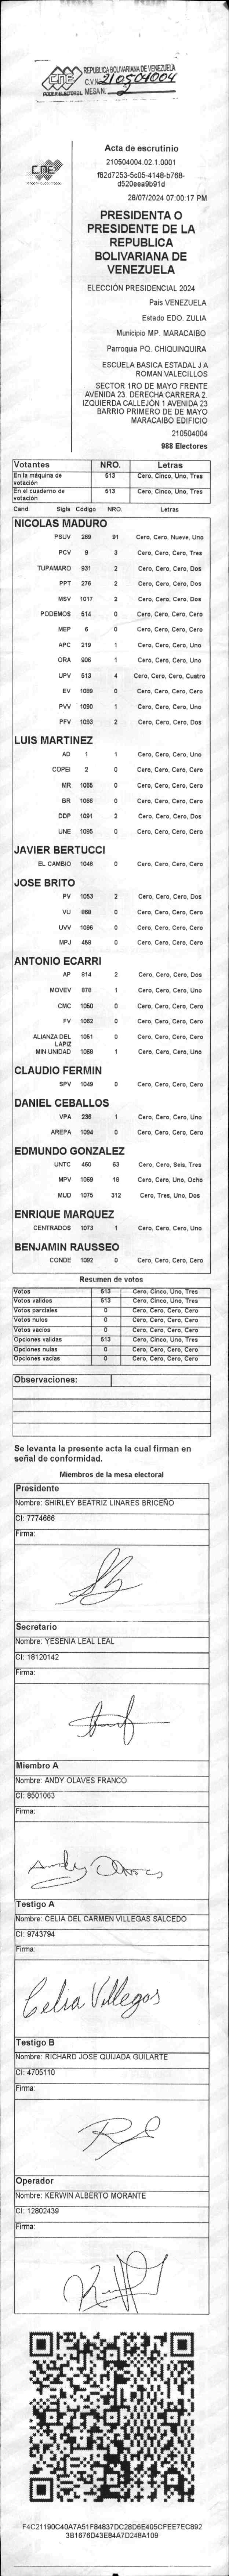 REPUBLICA BOLIVARIANA DE VENEZUELA
CNE
PODER ELECTORAL
C.V.Nº 210504004
MESA N. 2
CNE
Acta de escrutinio
210504004.02.1.0001
f82d7253-5c05-4148-b768-
d520eea9b91d
28/07/2024 07:00:17 PM
PRESIDENTA O
PRESIDENTE DE LA
REPUBLICA
BOLIVARIANA DE
VENEZUELA
ELECCIÓN PRESIDENCIAL 2024
Pais VENEZUELA
Estado EDO. ZULIA
Municipio MP. MARACAIBO
Parroquia PQ. CHIQUINQUIRA
ESCUELA BASICA ESTADAL J A
ROMAN VALECILLOS
SECTOR 1RO DE MAYO FRENTE
AVENIDA 23. DERECHA CARRERA 2.
IZQUIERDA CALLEJÓN 1 AVENIDA 23
BARRIO PRIMERO DE DE MAYO
MARACAIBO EDIFICIO
210504004
988 Electores
Votantes NRO. Letras
En la máquina de votación 513 Cero, Cinco, Uno, Tres
En el cuaderno de votación 513 Cero, Cinco, Uno, Tres
Cand. Sigla Código NRO. Letras
NICOLAS MADURO
PSUV 269 91 Cero, Cero, Nueve, Uno
PCV 9 3 Cero, Cero, Cero, Tres
TUPAMARO 931 2 Cero, Cero, Cero, Dos
PPT 276 2 Cero, Cero, Cero, Dos
MSV 1017 2 Cero, Cero, Cero, Dos
PODEMOS 514 0 Cero, Cero, Cero, Cero
MEP 6 0 Cero, Cero, Cero, Cero
APC 219 1 Cero, Cero, Cero, Uno
ORA 906 1 Cero, Cero, Cero, Uno
UPV 513 4 Cero, Cero, Cero, Cuatro
EV 1089 0 Cero, Cero, Cero, Cero
PVV 1090 1 Cero, Cero, Cero, Uno
PFV 1093 2 Cero, Cero, Cero, Dos
LUIS MARTINEZ
AD 1 1 Cero, Cero, Cero, Uno
COPEI 2 0 Cero, Cero, Cero, Cero
MR 1065 0 Cero, Cero, Cero, Cero
BR 1066 0 Cero, Cero, Cero, Cero
DDP 1091 2 Cero, Cero, Cero, Dos
UNE 1095 0 Cero, Cero, Cero, Cero
JAVIER BERTUCCI
EL CAMBIO 1048 0 Cero, Cero, Cero, Cero
JOSE BRITO
PV 1053 2 Cero, Cero, Cero, Dos
VU 868 0 Cero, Cero, Cero, Cero
UVV 1096 0 Cero, Cero, Cero, Cero
MPJ 458 0 Cero, Cero, Cero, Cero
ANTONIO ECARRI
AP 814 2 Cero, Cero, Cero, Dos
MOVEV 878 1 Cero, Cero, Cero, Uno
CMC 1050 0 Cero, Cero, Cero, Cero
FV 1062 0 Cero, Cero, Cero, Cero
ALIANZA DEL LAPIZ 1051 0 Cero, Cero, Cero, Cero
MIN UNIDAD 1068 1 Cero, Cero, Cero, Uno
CLAUDIO FERMIN
SPV 1049 0 Cero, Cero, Cero, Cero
DANIEL CEBALLOS
VPA 236 1 Cero, Cero, Cero, Uno
AREPA 1094 0 Cero, Cero, Cero, Cero
EDMUNDO GONZALEZ
UNTC 460 63 Cero, Cero, Seis, Tres
MPV 1069 18 Cero, Cero, Uno, Ocho
MUD 1075 312 Cero, Tres, Uno, Dos
ENRIQUE MARQUEZ
CENTRADOS 1073 1 Cero, Cero, Cero, Uno
BENJAMIN RAUSSEO
CONDE 1092 0 Cero, Cero, Cero, Cero
Resumen de votos
Votos 513 Cero, Cinco, Uno, Tres
Votos validos 513 Cero, Cinco, Uno, Tres
Votos parciales 0 Cero, Cero, Cero, Cero
Votos nulos 0 Cero, Cero, Cero, Cero
Votos vacios 0 Cero, Cero, Cero, Cero
Opciones validas 513 Cero, Cinco, Uno, Tres
Opciones nulas 0 Cero, Cero, Cero, Cero
Opciones vacias 0 Cero, Cero, Cero, Cero
Observaciones:
Se levanta la presente acta la cual firman en
señal de conformidad.
Miembros de la mesa electoral
Presidente
Nombre: SHIRLEY BEATRIZ LINARES BRICEÑO
CI: 7774666
Firma:
Secretario
Nombre: YESENIA LEAL LEAL
CI: 18120142
Firma:
Miembro A
Nombre: ANDY OLAVES FRANCO
CI: 8501063
Firma:
Andy Olaves
Testigo A
Nombre: CELIA DEL CARMEN VILLEGAS SALCEDO
CI: 9743794
Firma:
Celia Villegas
Testigo B
Nombre: RICHARD JOSE QUIJADA GUILARTE
CI: 4705110
Firma:
Operador
Nombre: KERWIN ALBERTO MORANTE
CI: 12802439
Firma:
F4C21190C40A7A51F84837DC28D6E405CFEE7EC892
3B1676D43E84A7D248A109